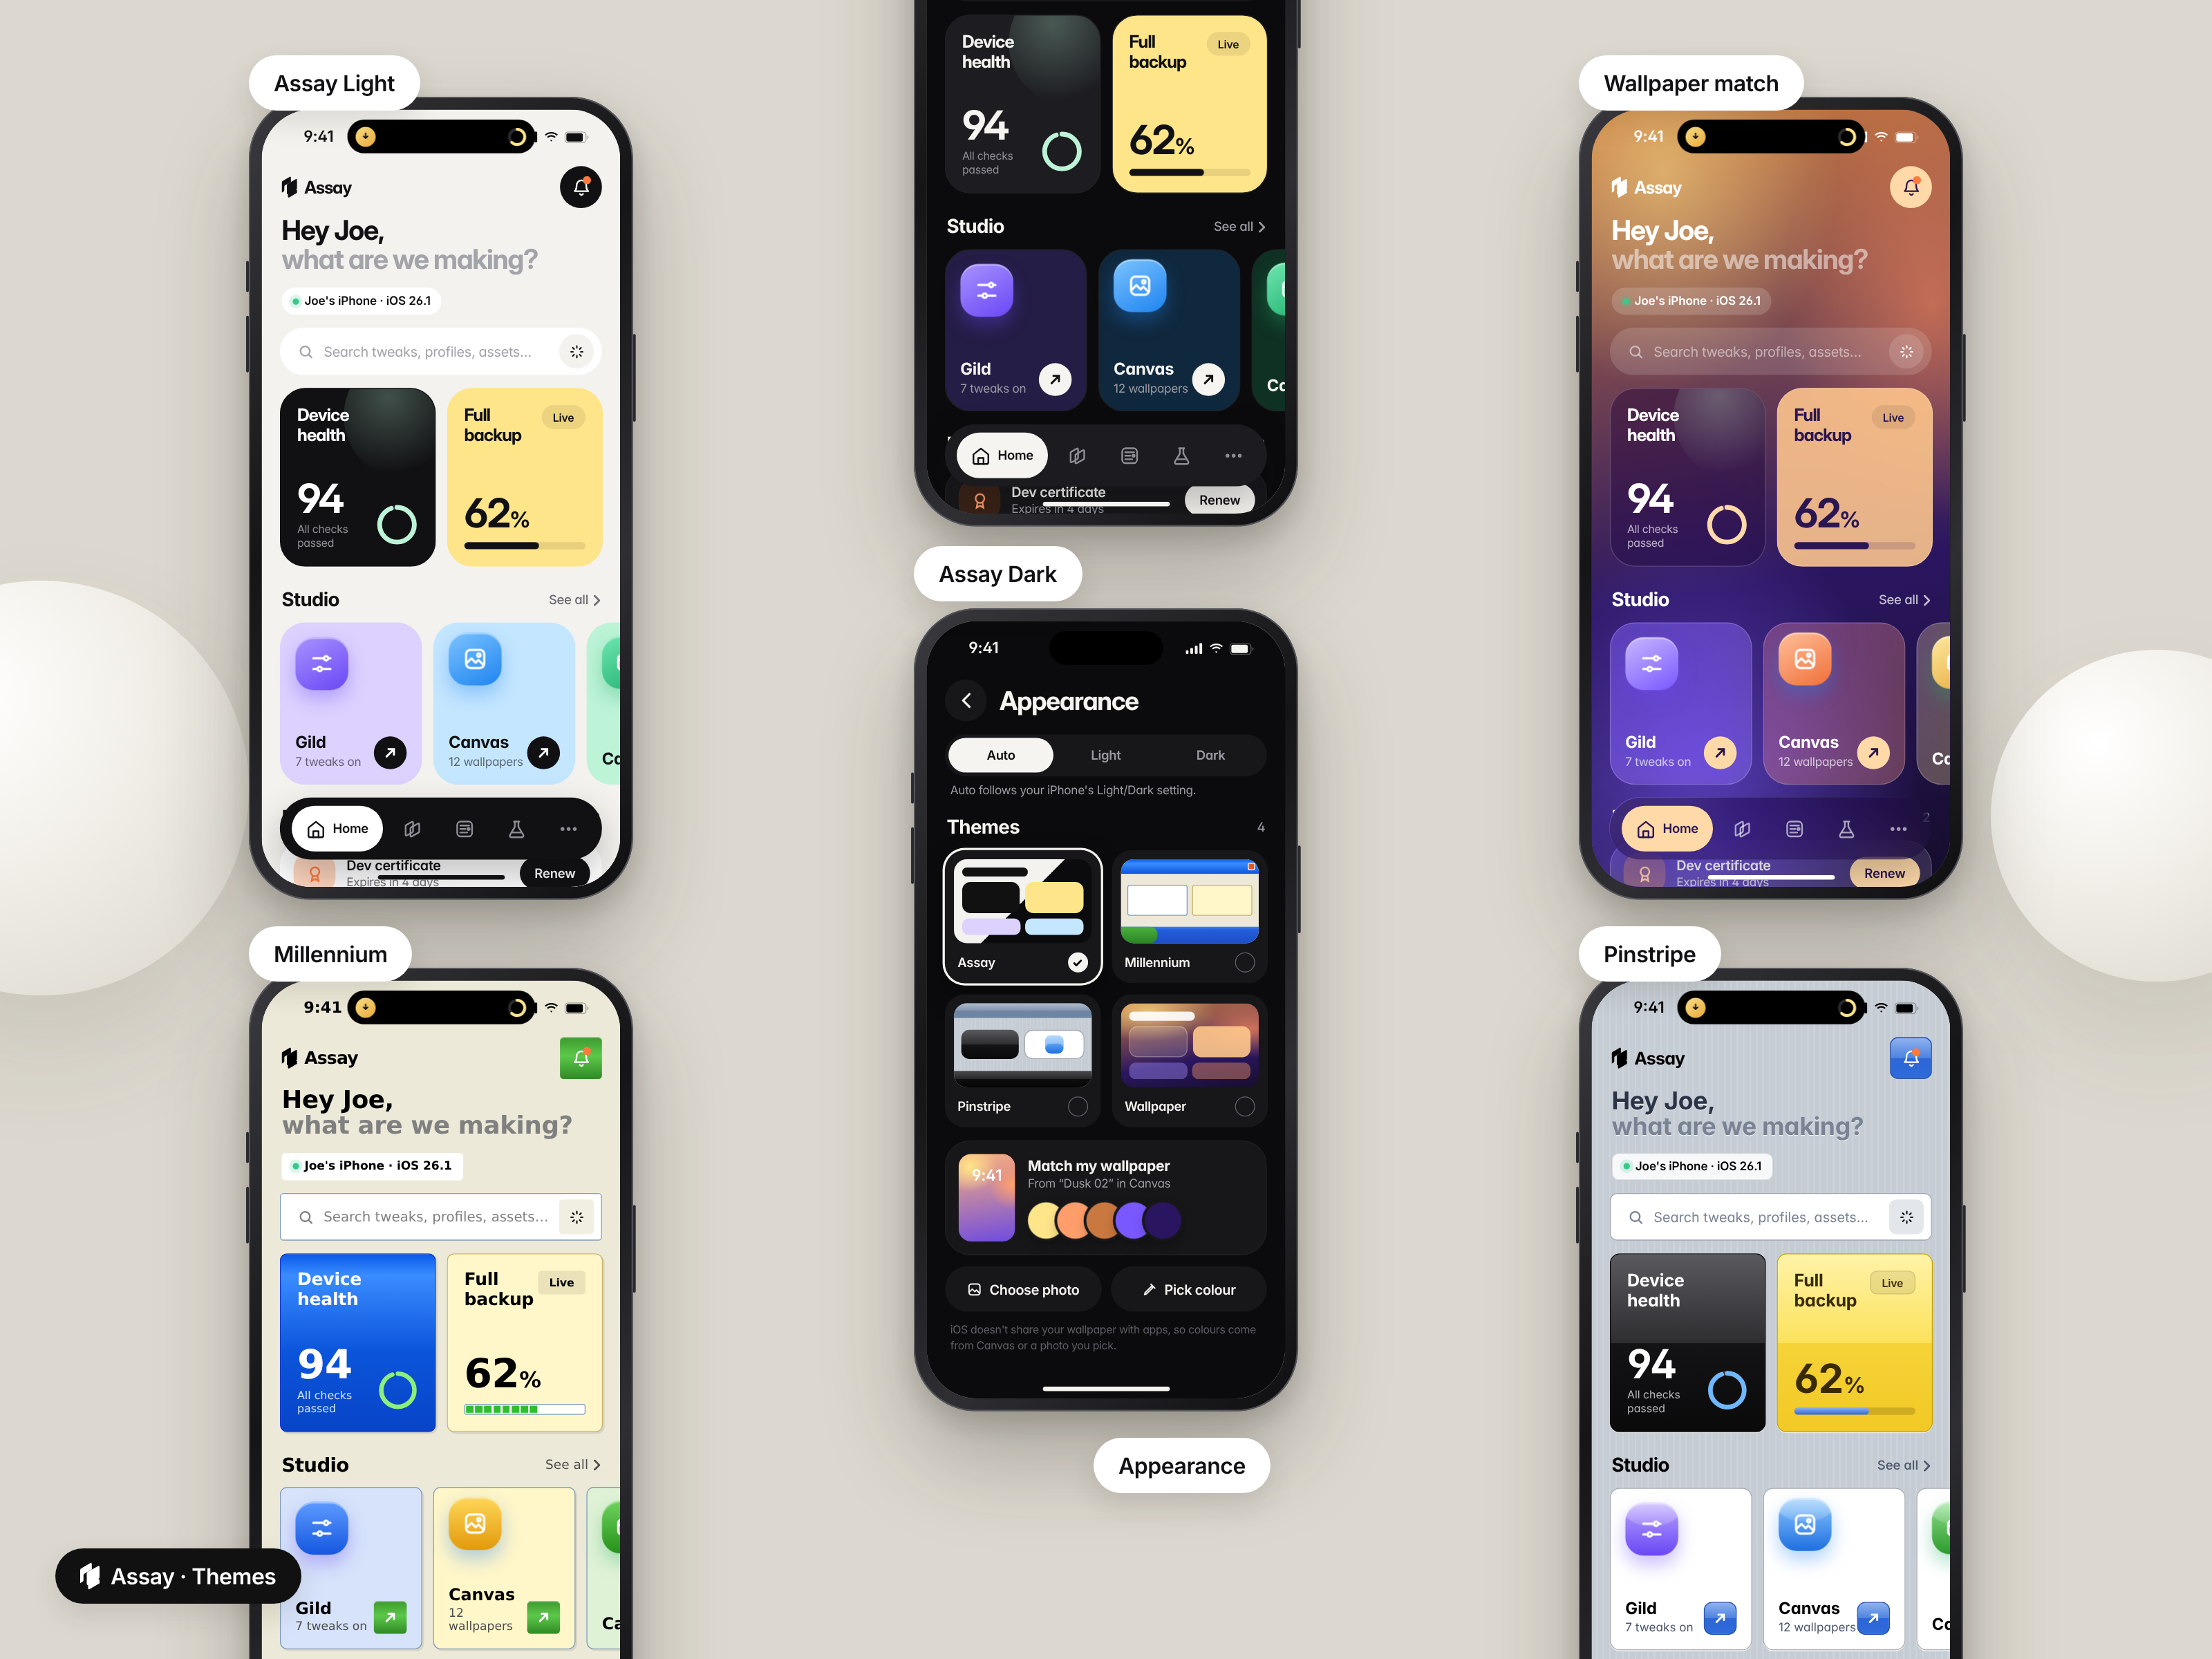 Assay Light
9:41
Assay
Hey Joe,
what are we making?
Joe's iPhone · iOS 26.1
Search tweaks, profiles, assets...
Device
health
94
All checks
passed
Full
backup
Live
62%
Studio
See all
Gild
7 tweaks on
Canvas
12 wallpapers
Ca
Home
Dev certificate
Expires in 4 days
Renew
Millennium
9:41
Assay
Hey Joe,
what are we making?
Joe's iPhone · iOS 26.1
Search tweaks, profiles, assets...
Device
health
94
All checks
passed
Full
backup
Live
62%
Studio
See all
Gild
7 tweaks on
Canvas
12
wallpapers
Ca
Assay · Themes
Device
health
94
All checks
passed
Full
backup
Live
62%
Studio
See all
Gild
7 tweaks on
Canvas
12 wallpapers
Ca
Home
Dev certificate
Expires in 4 days
Renew
Assay Dark
9:41
Appearance
Auto
Light
Dark
Auto follows your iPhone's Light/Dark setting.
Themes
4
Assay
Millennium
Pinstripe
Wallpaper
9:41
Match my wallpaper
From “Dusk 02” in Canvas
Choose photo
Pick colour
iOS doesn't share your wallpaper with apps, so colours come
from Canvas or a photo you pick.
Appearance
Wallpaper match
9:41
Assay
Hey Joe,
what are we making?
Joe's iPhone · iOS 26.1
Search tweaks, profiles, assets...
Device
health
94
All checks
passed
Full
backup
Live
62%
Studio
See all
Gild
7 tweaks on
Canvas
12 wallpapers
Ca
2
Home
Dev certificate
Expires in 4 days
Renew
Pinstripe
9:41
Assay
Hey Joe,
what are we making?
Joe's iPhone · iOS 26.1
Search tweaks, profiles, assets...
Device
health
94
All checks
passed
Full
backup
Live
62%
Studio
See all
Gild
7 tweaks on
Canvas
12 wallpapers
Ca